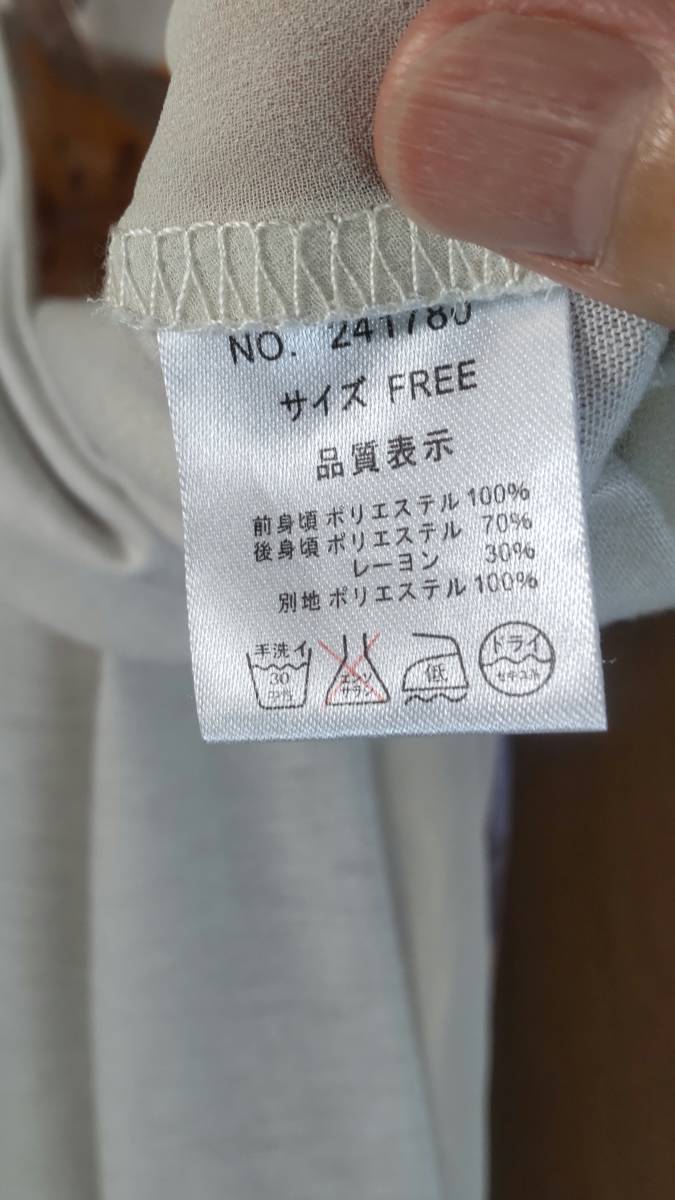 NO. 241780
サイズ FREE
品質表示
前身頃 ポリエステル 100%
後身頃 ポリエステル 70%
レーヨン 30%
別地 ポリエステル 100%
手洗イ
30
中性
エンソ
サラシ
低
ドライ
セキユ系